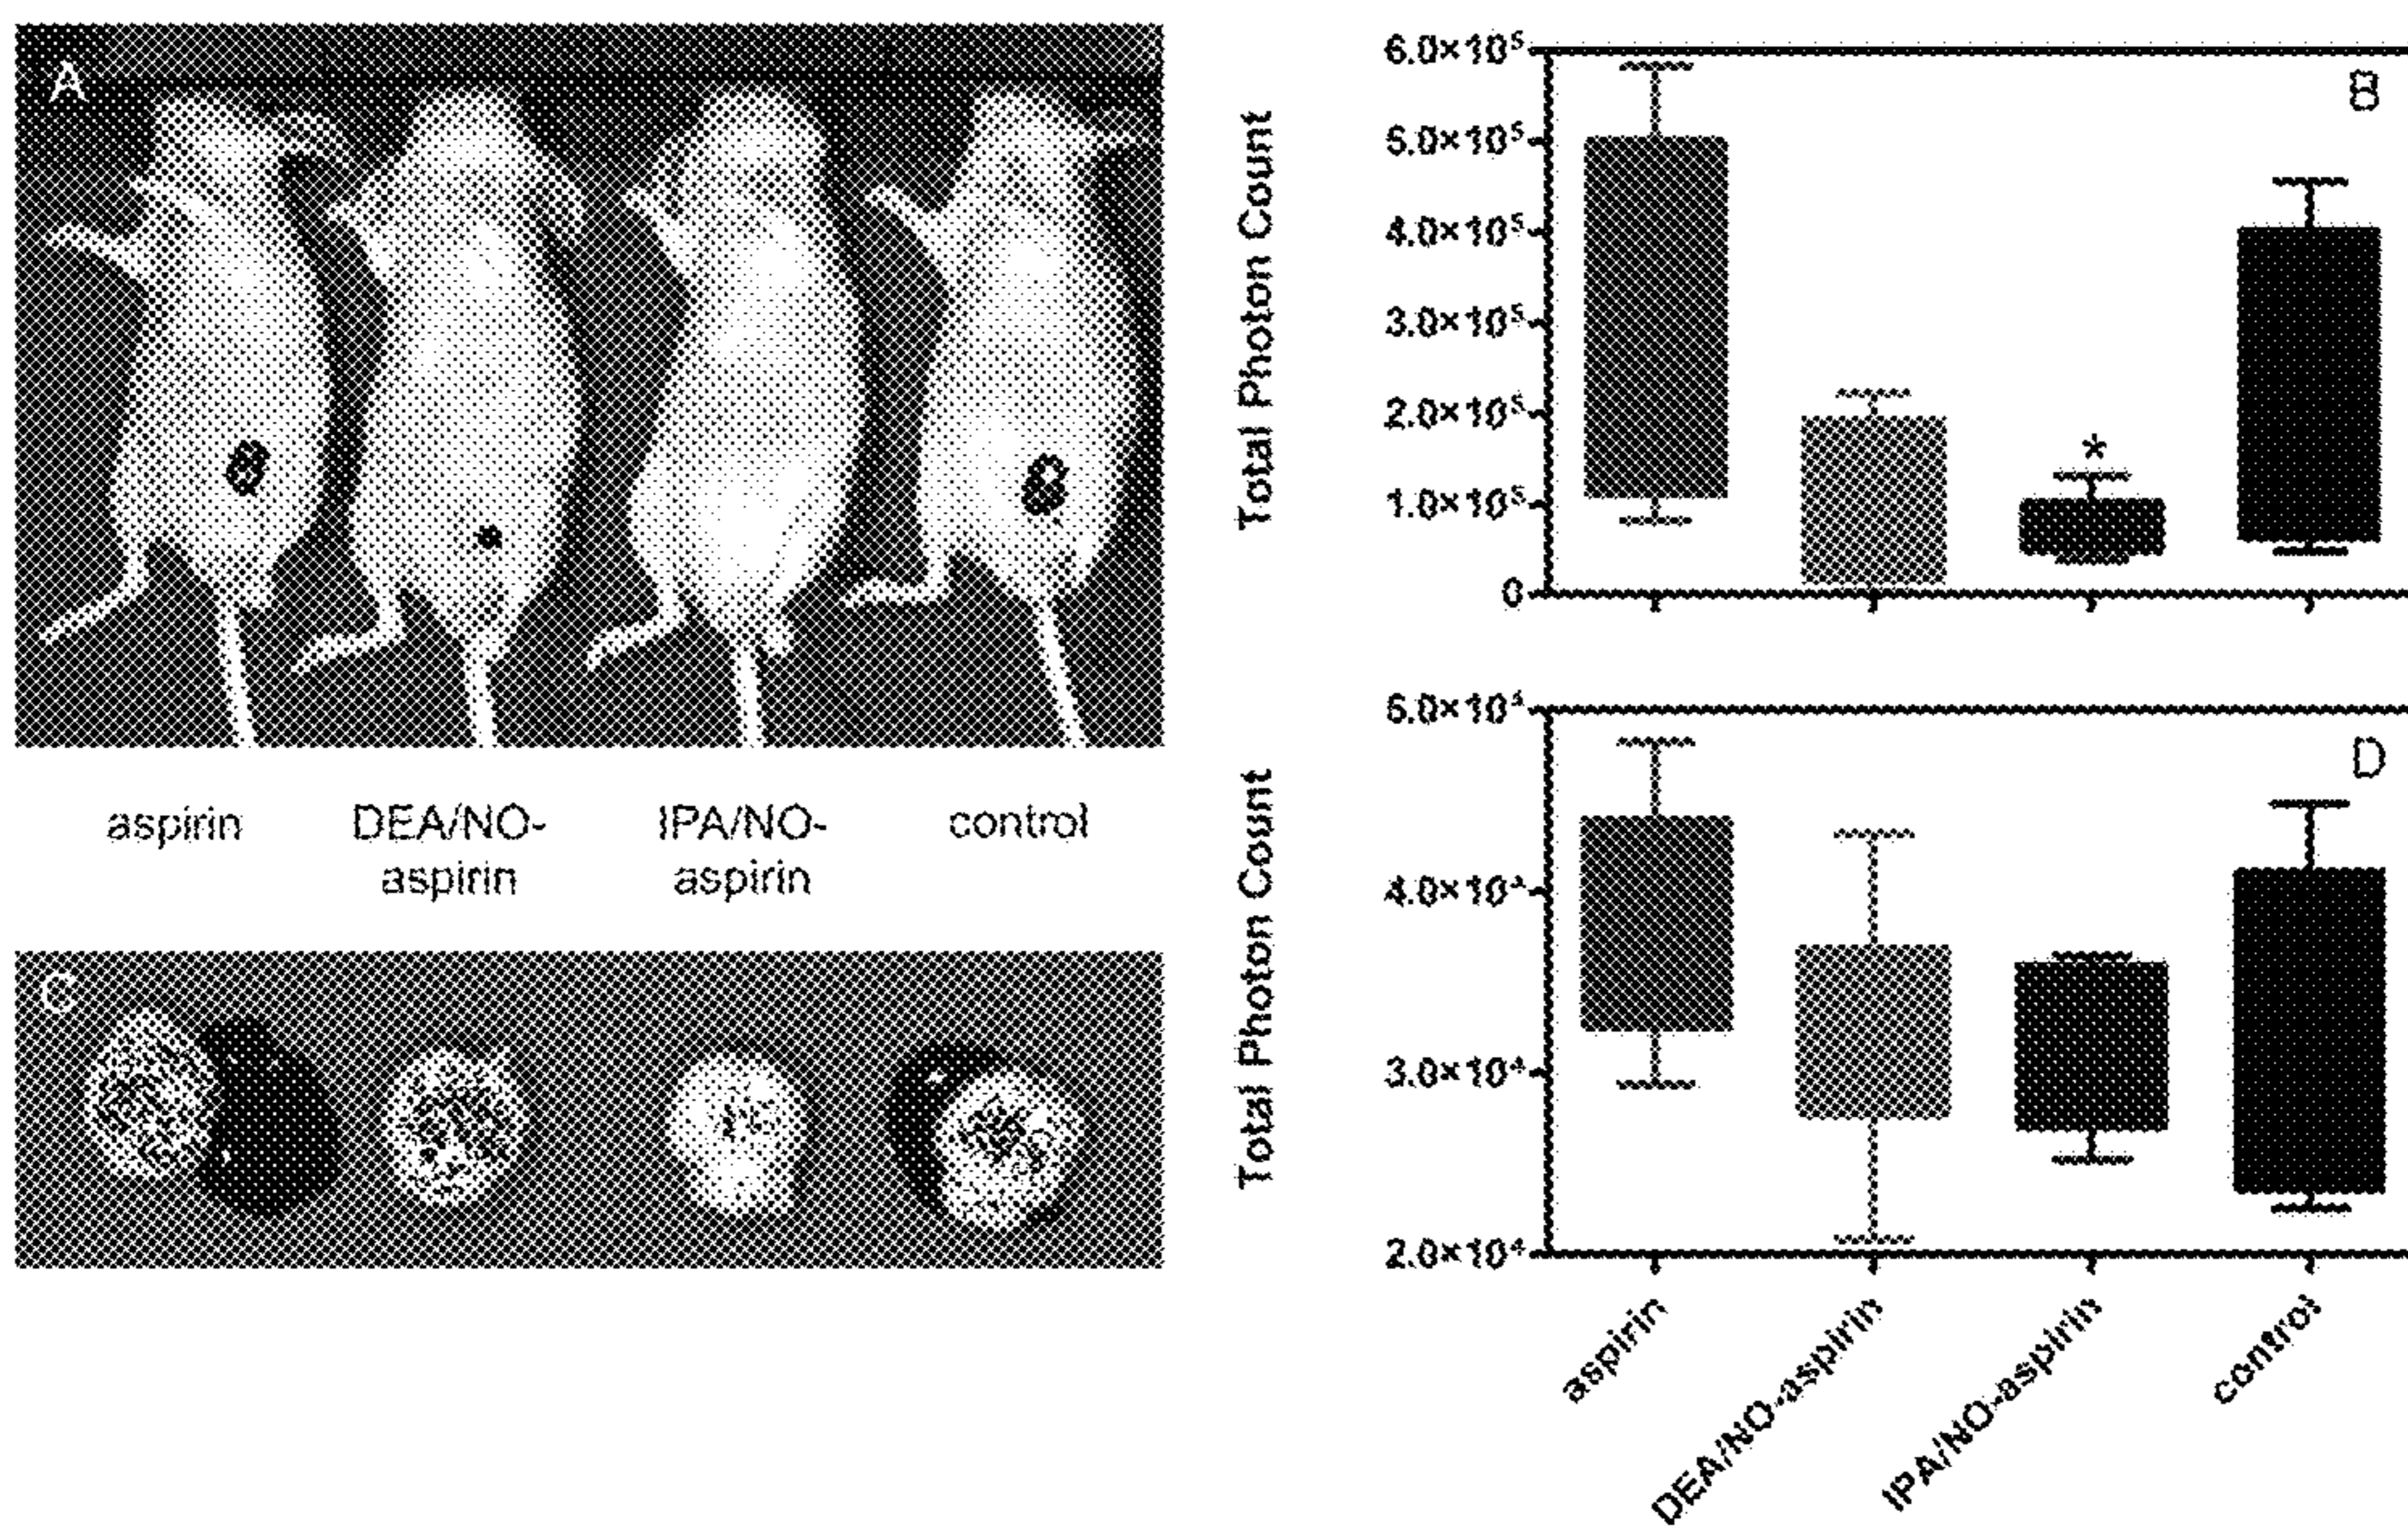 A
aspirin
DEA/NO-
aspirin
IPA/NO-
aspirin
control
C
B
Total Photon Count
6.0×10⁵
5.0×10⁵
4.0×10⁵
3.0×10⁵
2.0×10⁵
1.0×10⁵
0
*
D
Total Photon Count
5.0×10⁴
4.0×10⁴
3.0×10⁴
2.0×10⁴
aspirin
DEA/NO-aspirin
IPA/NO-aspirin
control